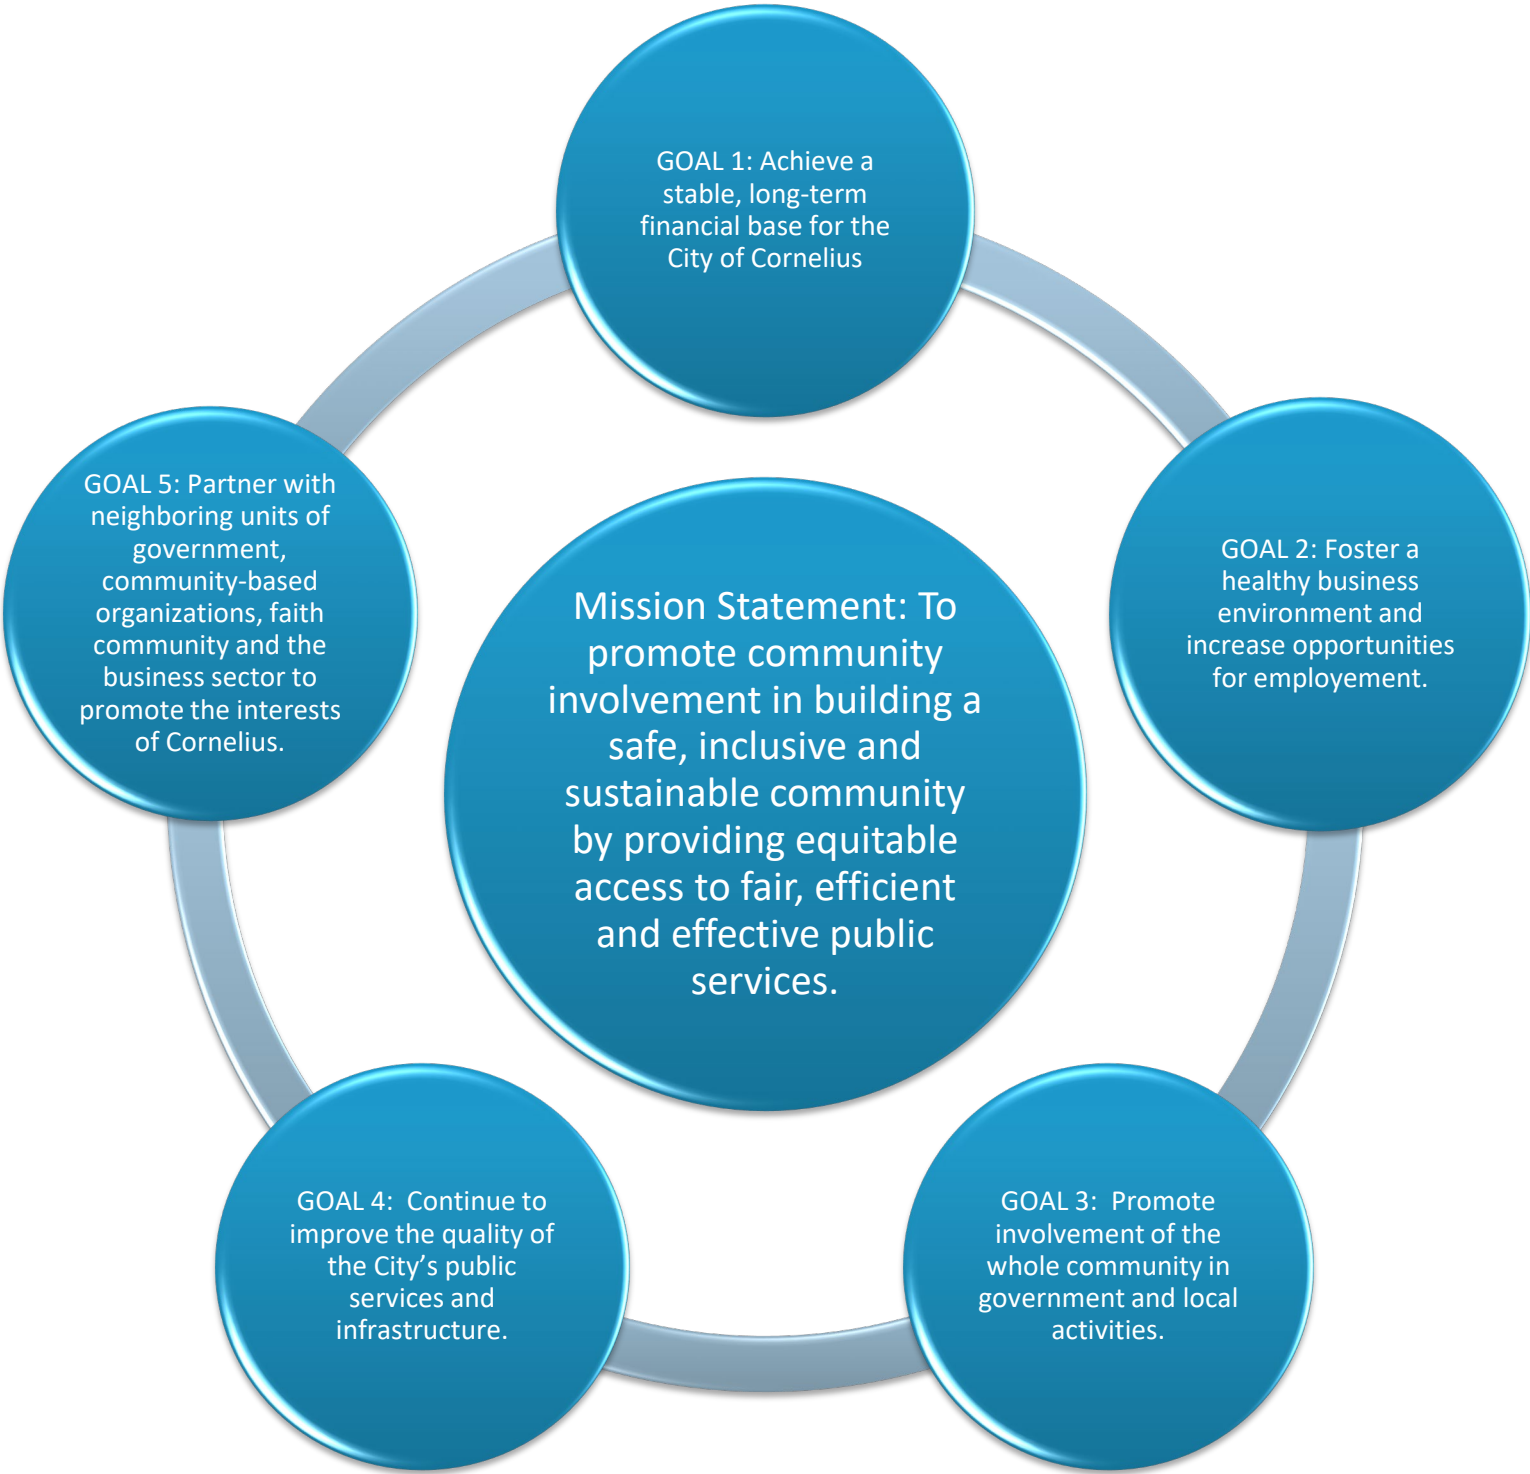 GOAL 1: Achieve a
stable, long-term
financial base for the
City of Cornelius
GOAL 2: Foster a
healthy business
environment and
increase opportunities
for employement.
GOAL 3:  Promote
involvement of the
whole community in
government and local
activities.
GOAL 4:  Continue to
improve the quality of
the City’s public
services and
infrastructure.
GOAL 5: Partner with
neighboring units of
government,
community-based
organizations, faith
community and the
business sector to
promote the interests
of Cornelius.
Mission Statement: To
promote community
involvement in building a
safe, inclusive and
sustainable community
by providing equitable
access to fair, efficient
and effective public
services.